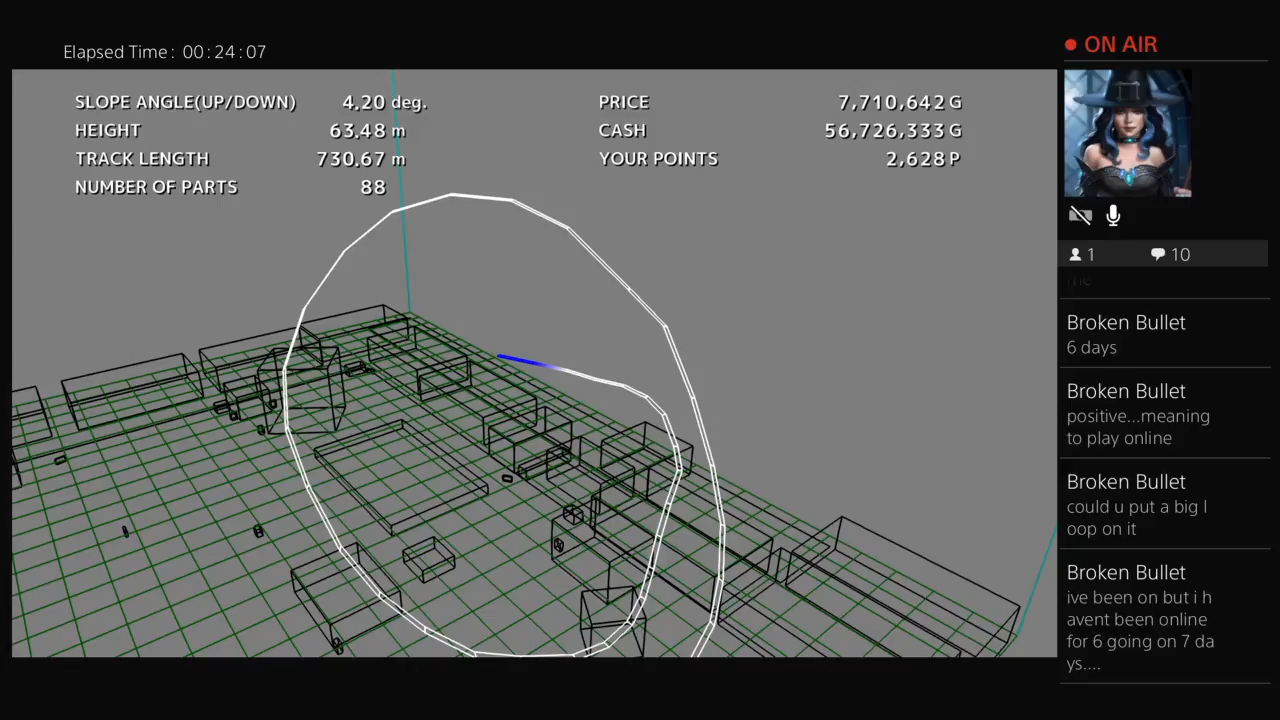 Elapsed Time: 00:24:07
ON AIR
SLOPE ANGLE(UP/DOWN) 4.20 deg.
HEIGHT 63.48 m
TRACK LENGTH 730.67 m
NUMBER OF PARTS 88
PRICE 7,710,642 G
CASH 56,726,333 G
YOUR POINTS 2,628 P
1 10
me
Broken Bullet
6 days
Broken Bullet
positive...meaning
to play online
Broken Bullet
could u put a big l
oop on it
Broken Bullet
ive been on but i h
avent been online
for 6 going on 7 da
ys....